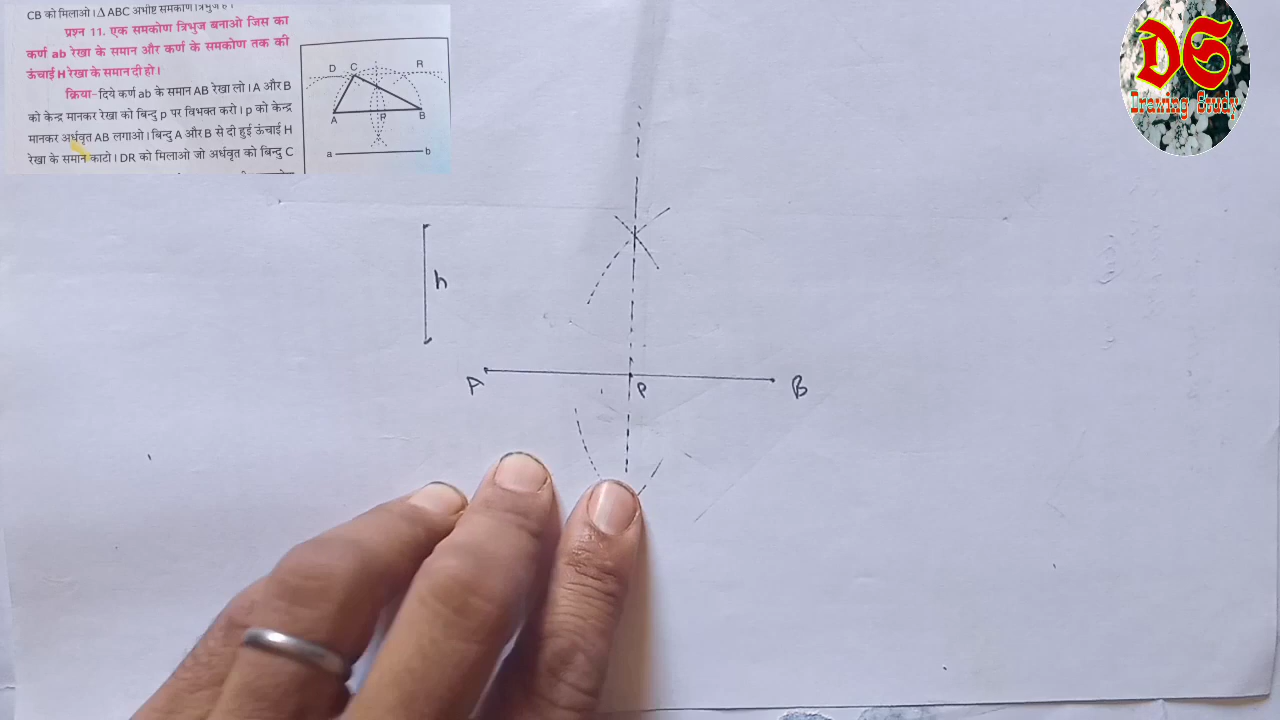 CB को मिलाओ। Δ ABC अभीष्ट समकोण त्रिभुज है।
प्रश्न 11. एक समकोण त्रिभुज बनाओ जिस का
कर्ण ab रेखा के समान और कर्ण के समकोण तक की
ऊंचाई H रेखा के समान दी हो।
क्रिया– दिये कर्ण ab के समान AB रेखा लो। A और B
को केन्द्र मानकर रेखा को बिन्दु p पर विभक्त करो। p को केन्द्र
मानकर अर्धवृत AB लगाओ। बिन्दु A और B से दी हुई ऊंचाई H
रेखा के समान काटो। DR को मिलाओ जो अर्धवृत को बिन्दु C
D C R
A P B
a b
DS
Drawing Study
h
A P B